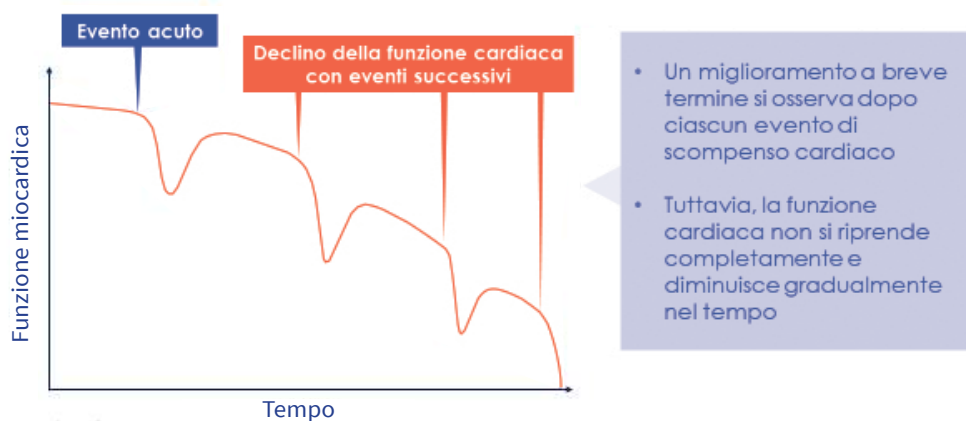 Evento acuto
Declino della funzione cardiaca
con eventi successivi
Funzione miocardica
Tempo
• Un miglioramento a breve
termine si osserva dopo
ciascun evento di
scompenso cardiaco
• Tuttavia, la funzione
cardiaca non si riprende
completamente e
diminuisce gradualmente
nel tempo